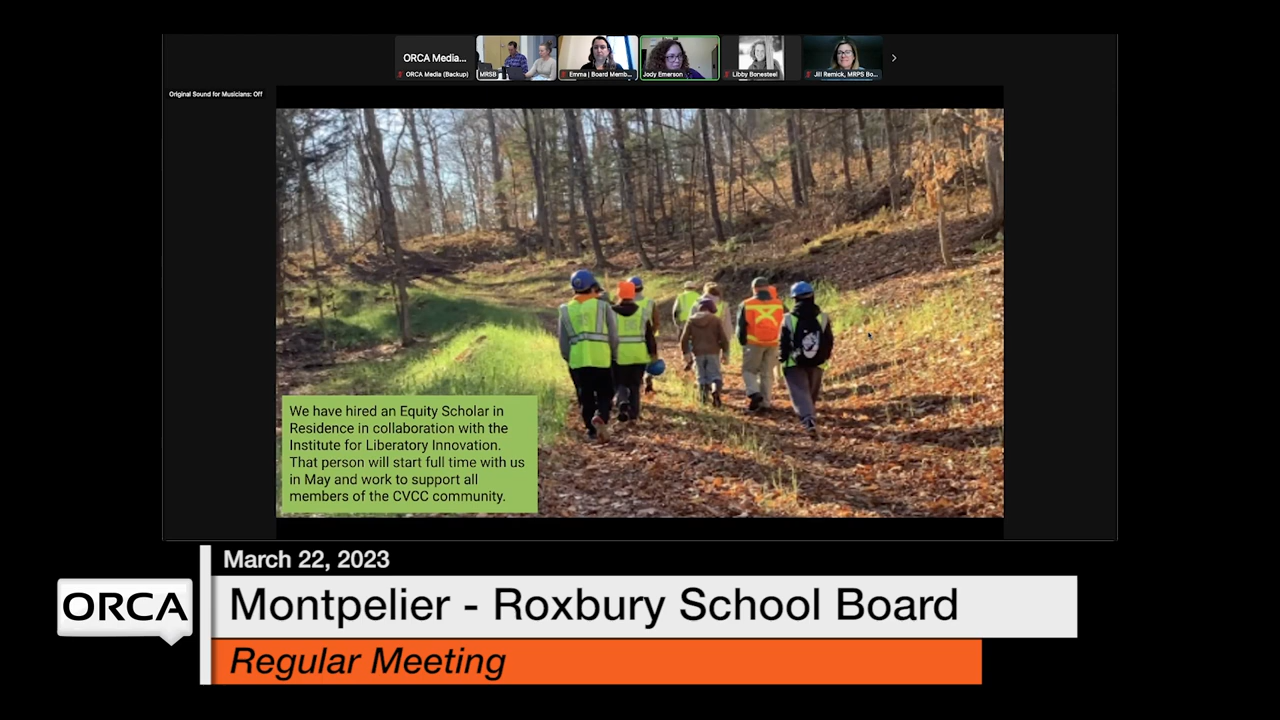 ORCA Media...
ORCA Media (Backup)
MRSB
Emma | Board Memb...
Jody Emerson
Libby Bonesteel
Jill Remick, MRPS Bo...
Original Sound for Musicians: Off
We have hired an Equity Scholar in
Residence in collaboration with the
Institute for Liberatory Innovation.
That person will start full time with us
in May and work to support all
members of the CVCC community.
March 22, 2023
ORCA
Montpelier - Roxbury School Board
Regular Meeting